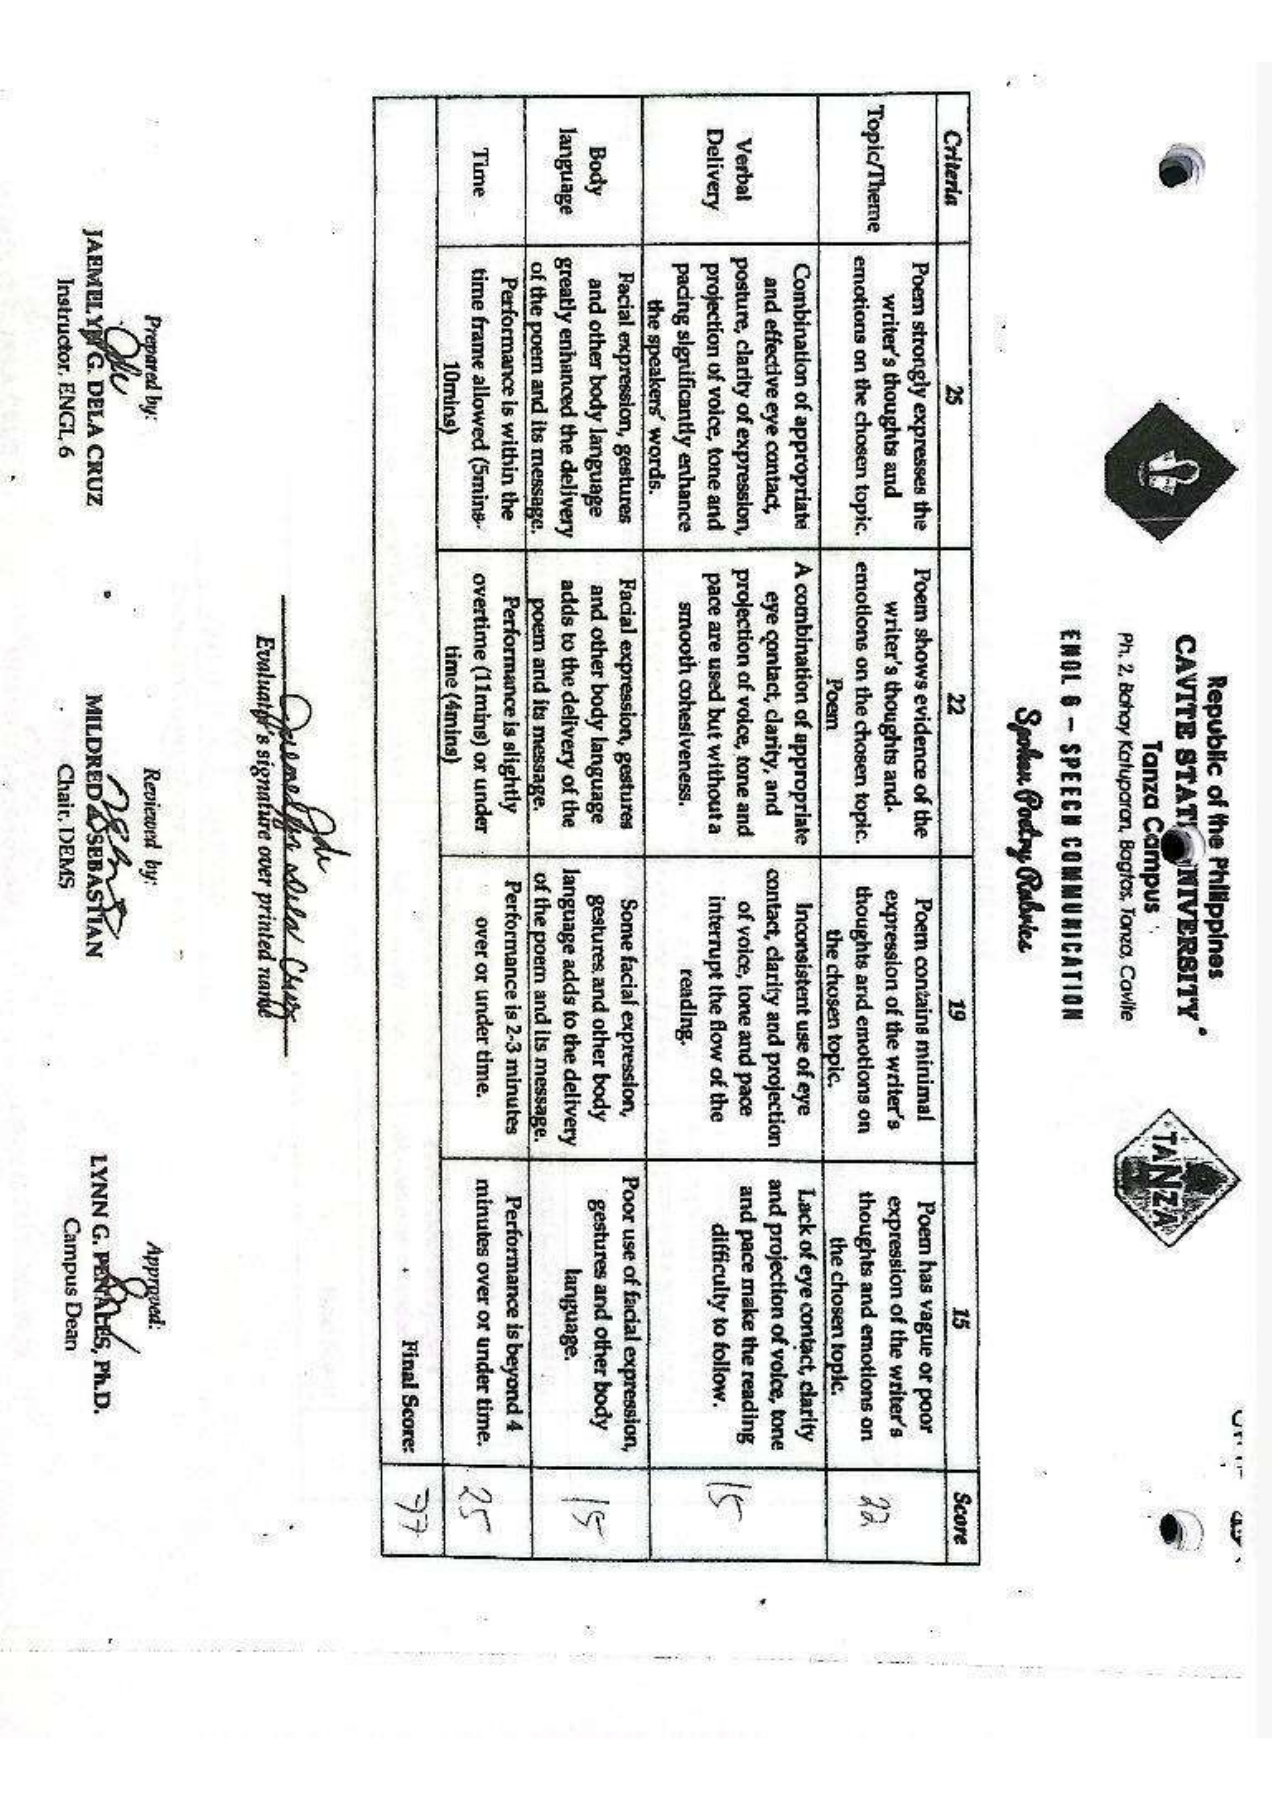 Republic of the Philippines
CAVITE STATE UNIVERSITY
Tanza Campus
Ph. 2, Bahay Katuparan, Bagtas, Tanza, Cavite
TANZA
ENGL 6 – SPEECH COMMUNICATION
Spoken Poetry Rubrics
Criteria 25 22 19 15 Score
Topic/Theme
Poem strongly expresses the
writer's thoughts and
emotions on the chosen topic.
Poem shows evidence of the
writer's thoughts and
emotions on the chosen topic.
Poem
Poem contains minimal
expression of the writer's
thoughts and emotions on
the chosen topic.
Poem has vague or poor
expression of the writer's
thoughts and emotions on
the chosen topic.
22
Verbal
Delivery
Combination of appropriate
and effective eye contact,
posture, clarity of expression,
projection of voice, tone and
pacing significantly enhance
the speakers' words.
A combination of appropriate
eye contact, clarity, and
projection of voice, tone and
pace are used but without a
smooth cohesiveness.
Inconsistent use of eye
contact, clarity and projection
of voice, tone and pace
interrupt the flow of the
reading.
Lack of eye contact, clarity
and projection of voice, tone
and pace make the reading
difficulty to follow.
15
Body
language
Facial expression, gestures
and other body language
greatly enhanced the delivery
of the poem and its message.
Facial expression, gestures
and other body language
adds to the delivery of the
poem and its message.
Some facial expression,
gestures and other body
language adds to the delivery
of the poem and its message.
Poor use of facial expression,
gestures and other body
language.
15
Time
Performance is within the
time frame allowed (5mins-
10mins)
Performance is slightly
overtime (11mins) or under
time (4mins)
Performance is 2-3 minutes
over or under time.
Performance is beyond 4
minutes over or under time.
25
Final Score: 77
Jaemelyn Dela Cruz
Evaluator's signature over printed name
Prepared by:
JAEMELYN G. DELA CRUZ
Instructor, ENGL 6
Reviewed by:
MILDRED A. SEBASTIAN
Chair, DEMS
Approved:
LYNN G. PENALES, Ph.D.
Campus Dean